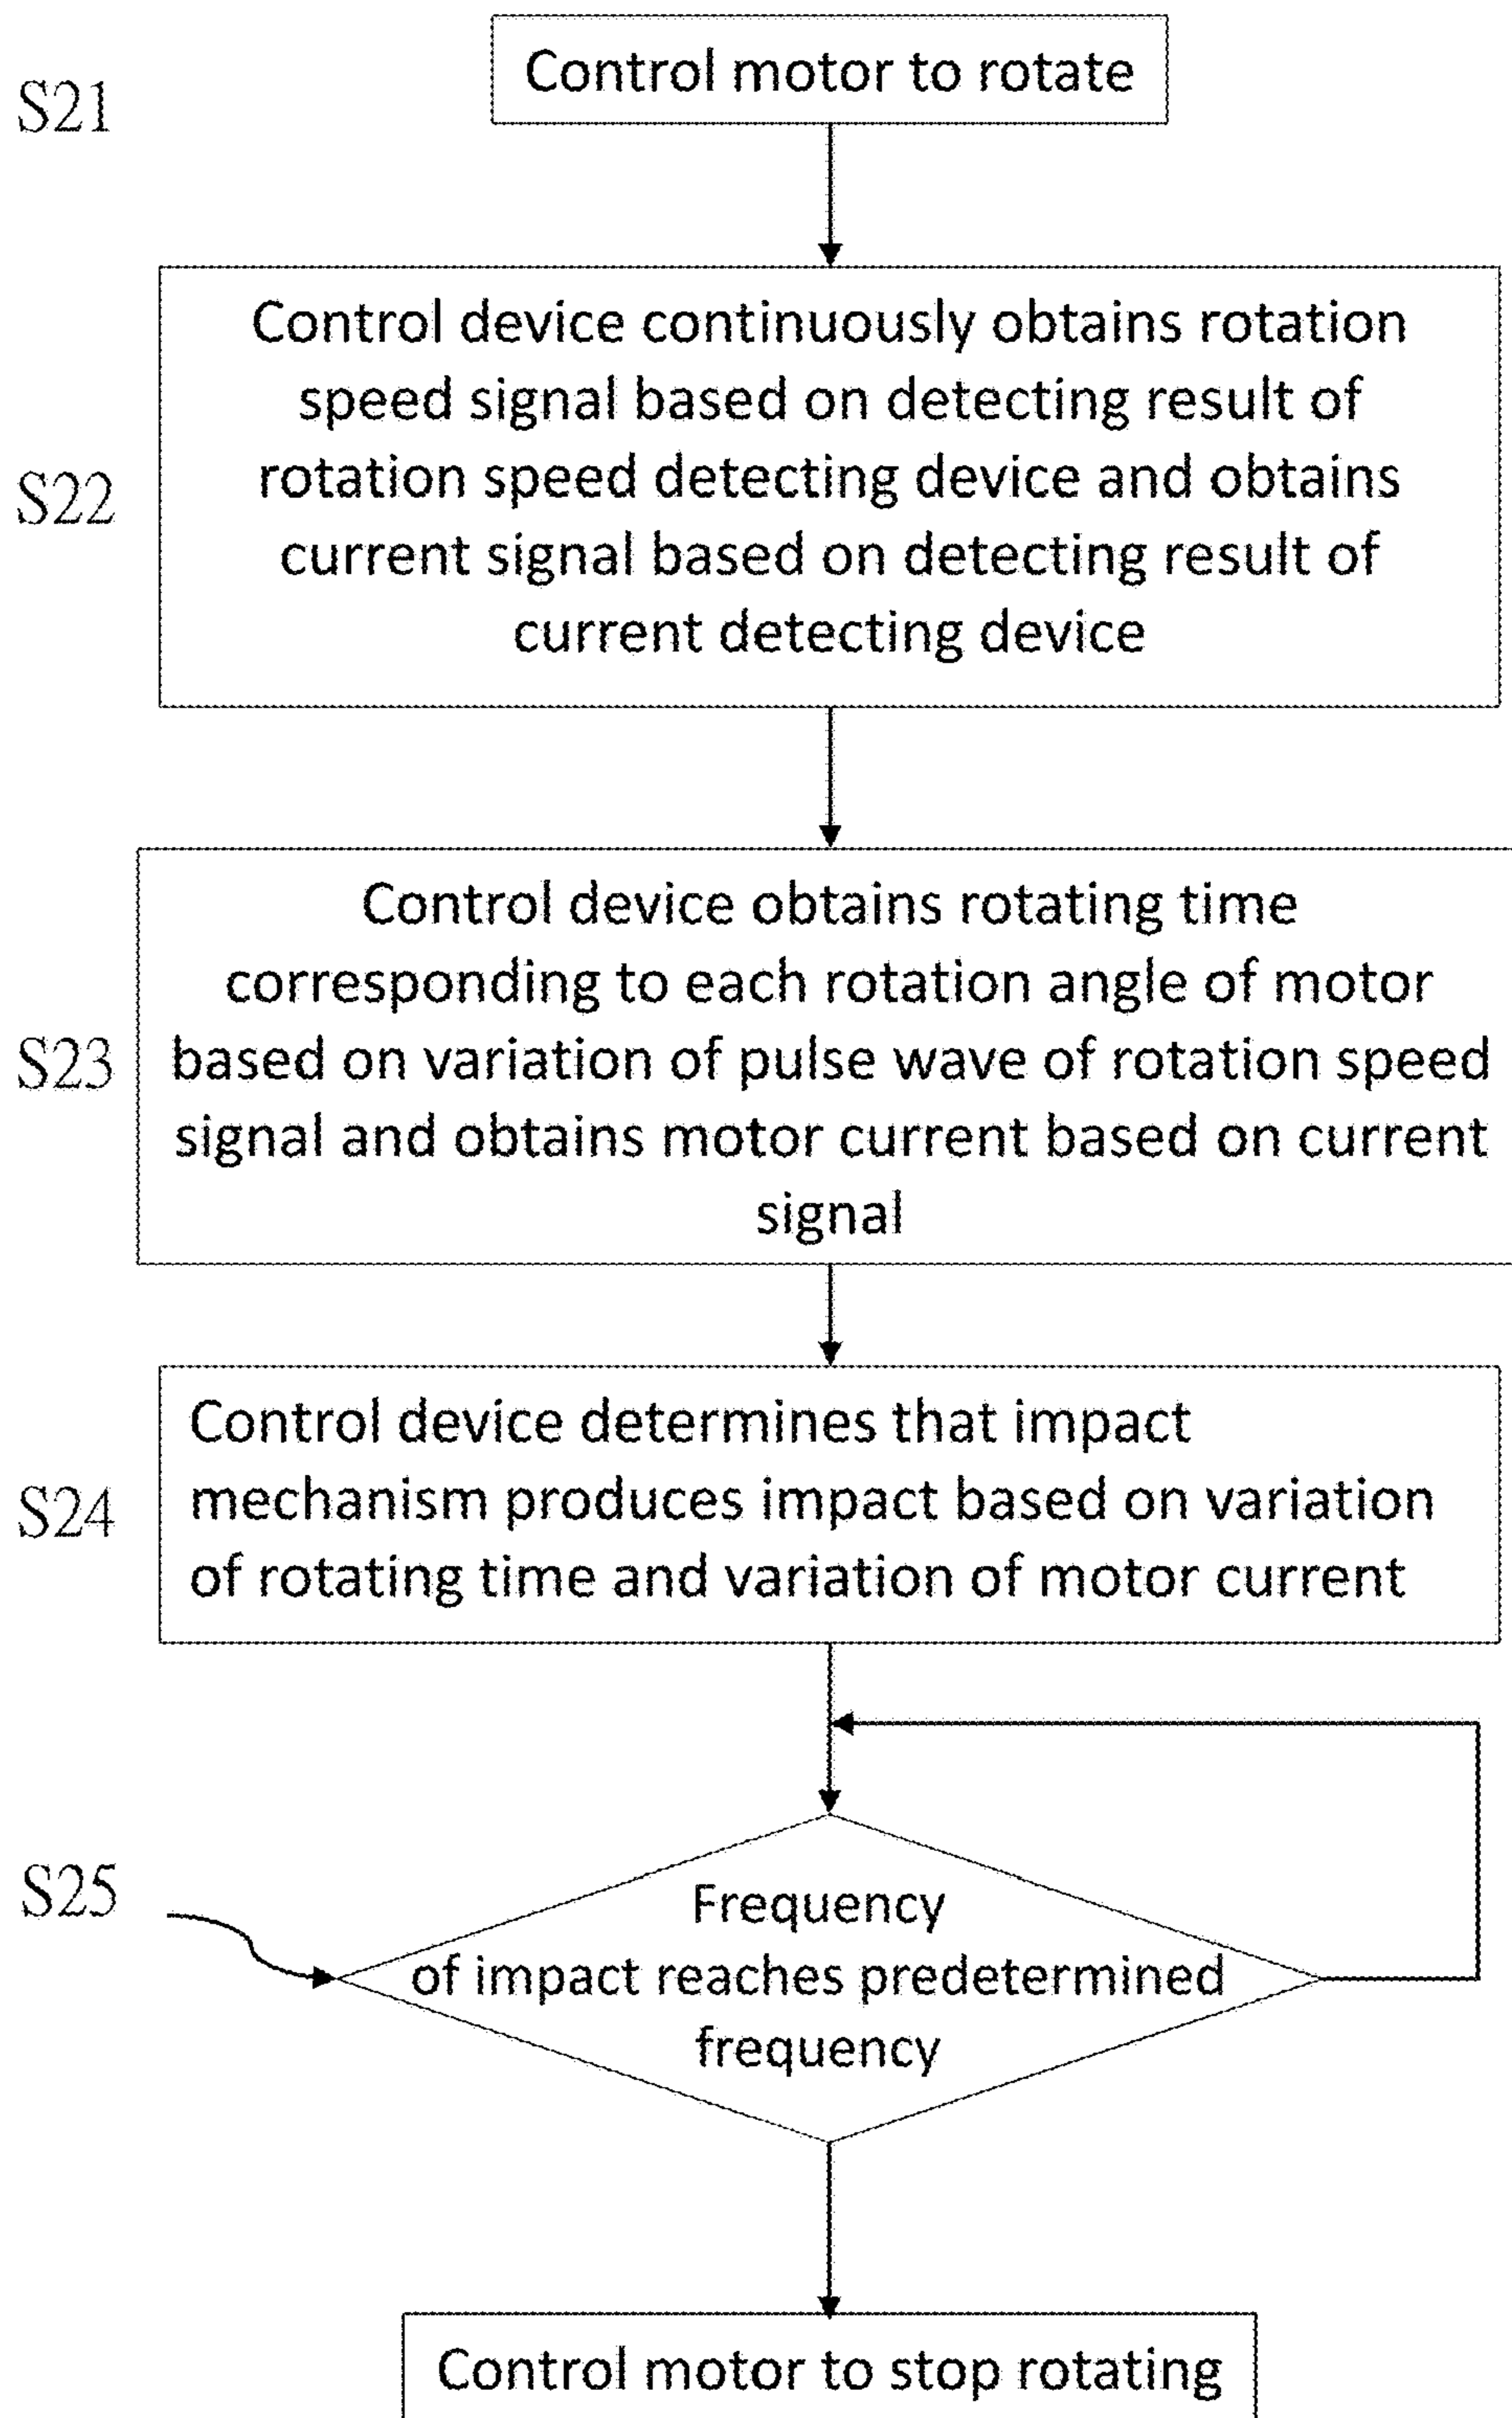 S21
Control motor to rotate
S22
Control device continuously obtains rotation
speed signal based on detecting result of
rotation speed detecting device and obtains
current signal based on detecting result of
current detecting device
S23
Control device obtains rotating time
corresponding to each rotation angle of motor
based on variation of pulse wave of rotation speed
signal and obtains motor current based on current
signal
S24
Control device determines that impact
mechanism produces impact based on variation
of rotating time and variation of motor current
S25
Frequency
of impact reaches predetermined
frequency
Control motor to stop rotating